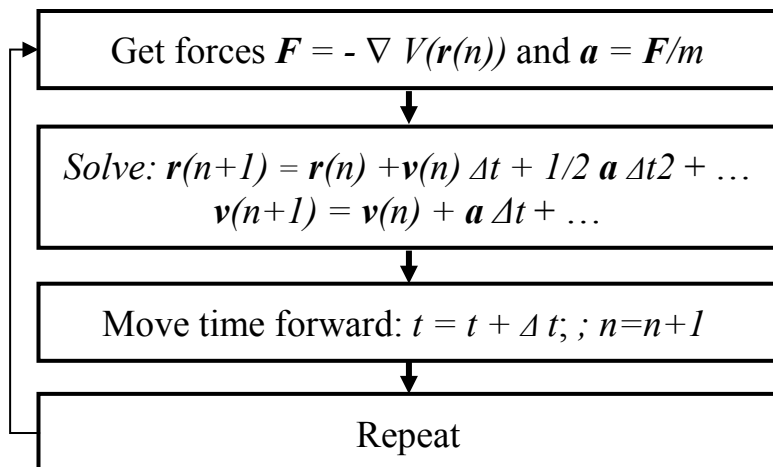 Get forces F = - ∇ V(r(n)) and a = F/m
Solve: r(n+1) = r(n) +v(n) Δt + 1/2 a Δt2 + …
v(n+1) = v(n) + a Δt + …
Move time forward: t = t + Δ t; ; n=n+1
Repeat